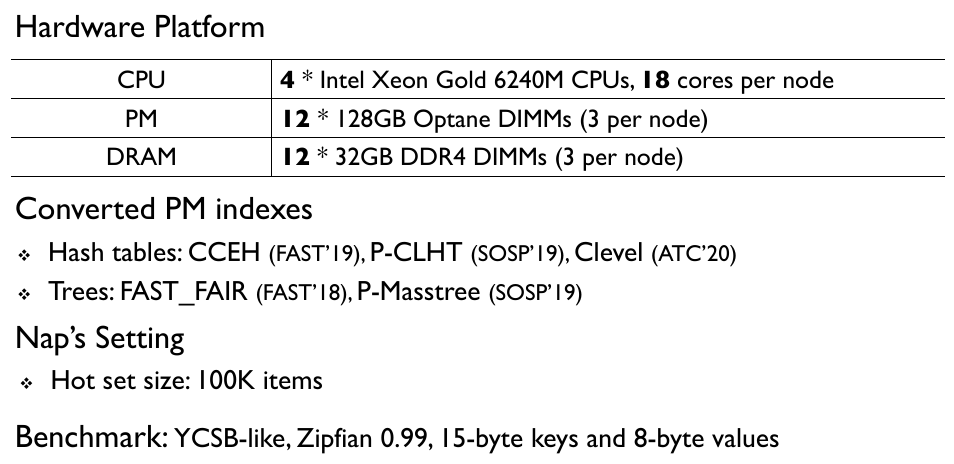 Hardware Platform
CPU 4 * Intel Xeon Gold 6240M CPUs, 18 cores per node
PM 12 * 128GB Optane DIMMs (3 per node)
DRAM 12 * 32GB DDR4 DIMMs (3 per node)
Converted PM indexes
❖ Hash tables: CCEH (FAST’19), P-CLHT (SOSP’19), Clevel (ATC’20)
❖ Trees: FAST_FAIR (FAST’18), P-Masstree (SOSP’19)
Nap’s Setting
❖ Hot set size: 100K items
Benchmark: YCSB-like, Zipfian 0.99, 15-byte keys and 8-byte values